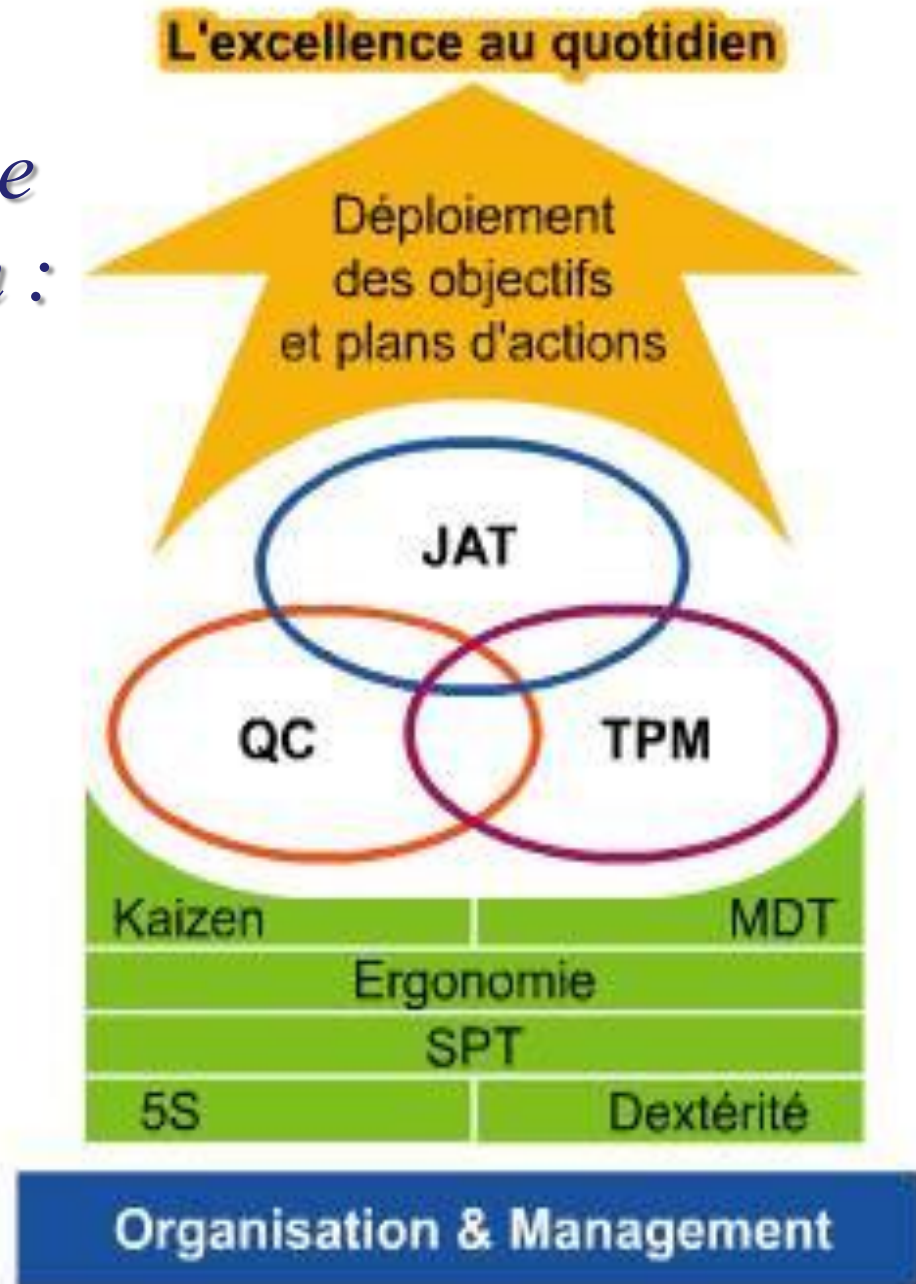 L'excellence au quotidien
Déploiement
des objectifs
et plans d'actions
JAT
QC
TPM
Kaizen
MDT
Ergonomie
SPT
5S
Dextérité
Organisation & Management